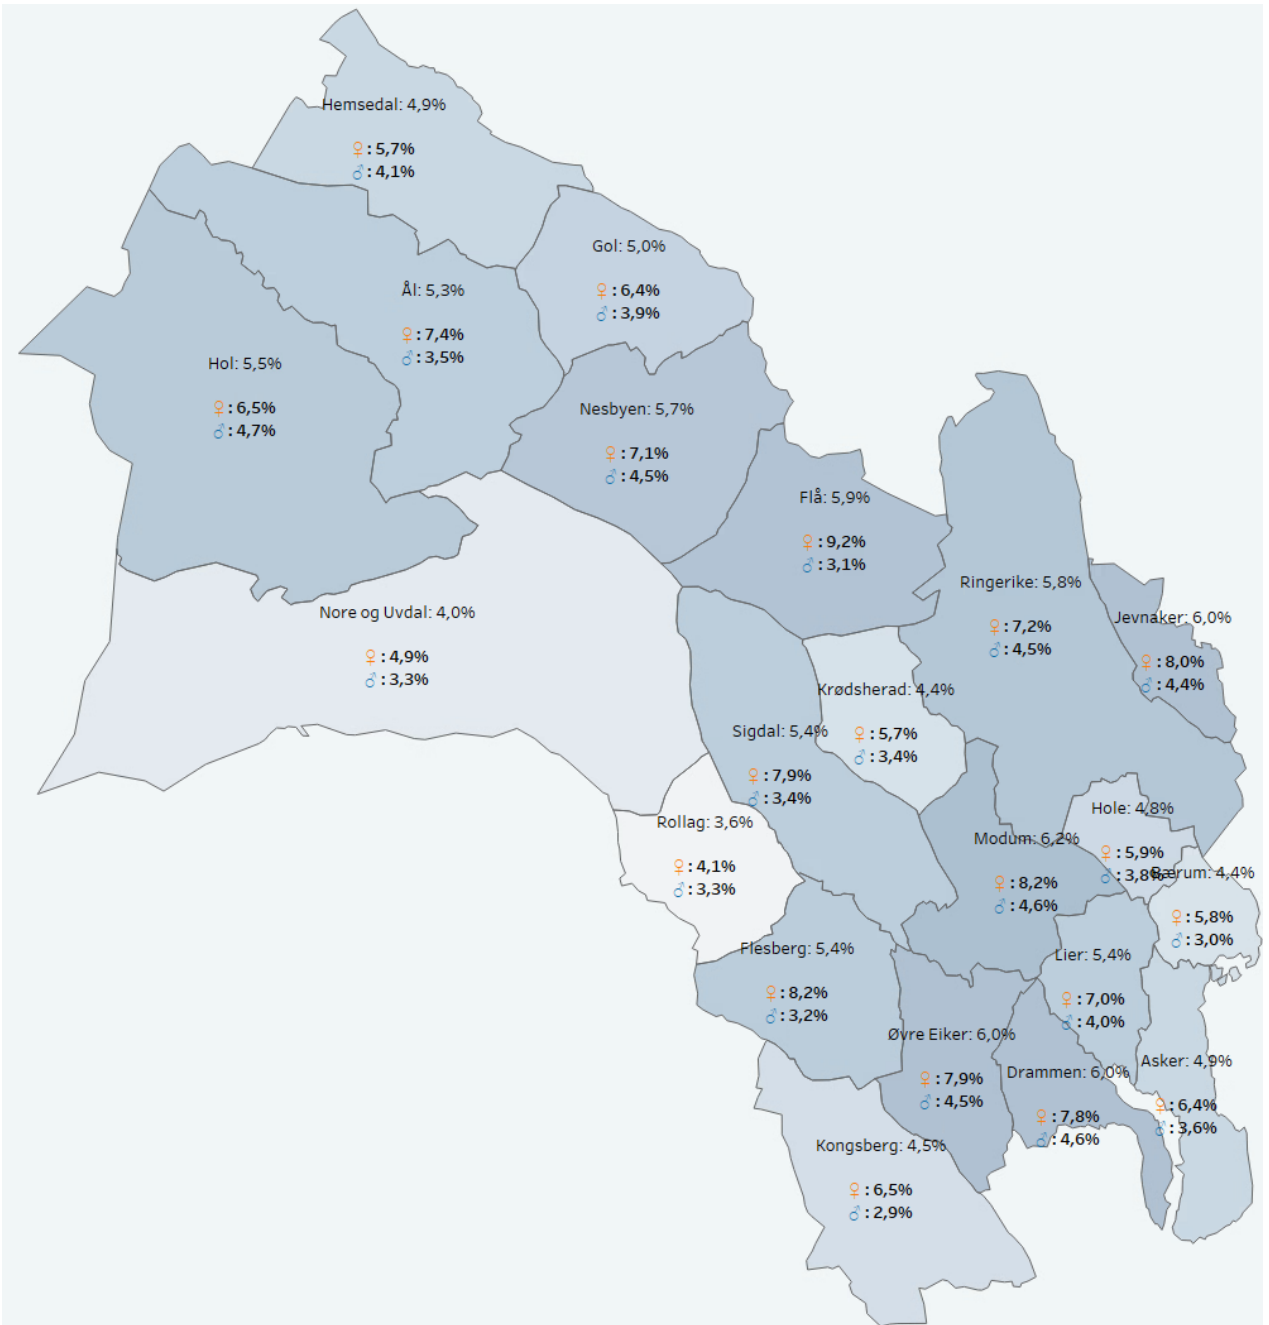 Hemsedal: 4,9%
♀: 5,7%
♂: 4,1%
Gol: 5,0%
♀: 6,4%
♂: 3,9%
Ål: 5,3%
♀: 7,4%
♂: 3,5%
Hol: 5,5%
♀: 6,5%
♂: 4,7%
Nesbyen: 5,7%
♀: 7,1%
♂: 4,5%
Flå: 5,9%
♀: 9,2%
♂: 3,1%
Ringerike: 5,8%
♀: 7,2%
♂: 4,5%
Jevnaker: 6,0%
♀: 8,0%
♂: 4,4%
Nore og Uvdal: 4,0%
♀: 4,9%
♂: 3,3%
Krødsherad: 4,4%
♀: 5,7%
♂: 3,4%
Sigdal: 5,4%
♀: 7,9%
♂: 3,4%
Rollag: 3,6%
♀: 4,1%
♂: 3,3%
Modum: 6,2%
♀: 8,2%
♂: 4,6%
Hole: 4,8%
♀: 5,9%
♂: 3,8%
Bærum: 4,4%
♀: 5,8%
♂: 3,0%
Flesberg: 5,4%
♀: 8,2%
♂: 3,2%
Lier: 5,4%
♀: 7,0%
♂: 4,0%
Øvre Eiker: 6,0%
♀: 7,9%
♂: 4,5%
Drammen: 6,0%
♀: 7,8%
♂: 4,6%
Asker: 4,9%
♀: 6,4%
♂: 3,6%
Kongsberg: 4,5%
♀: 6,5%
♂: 2,9%